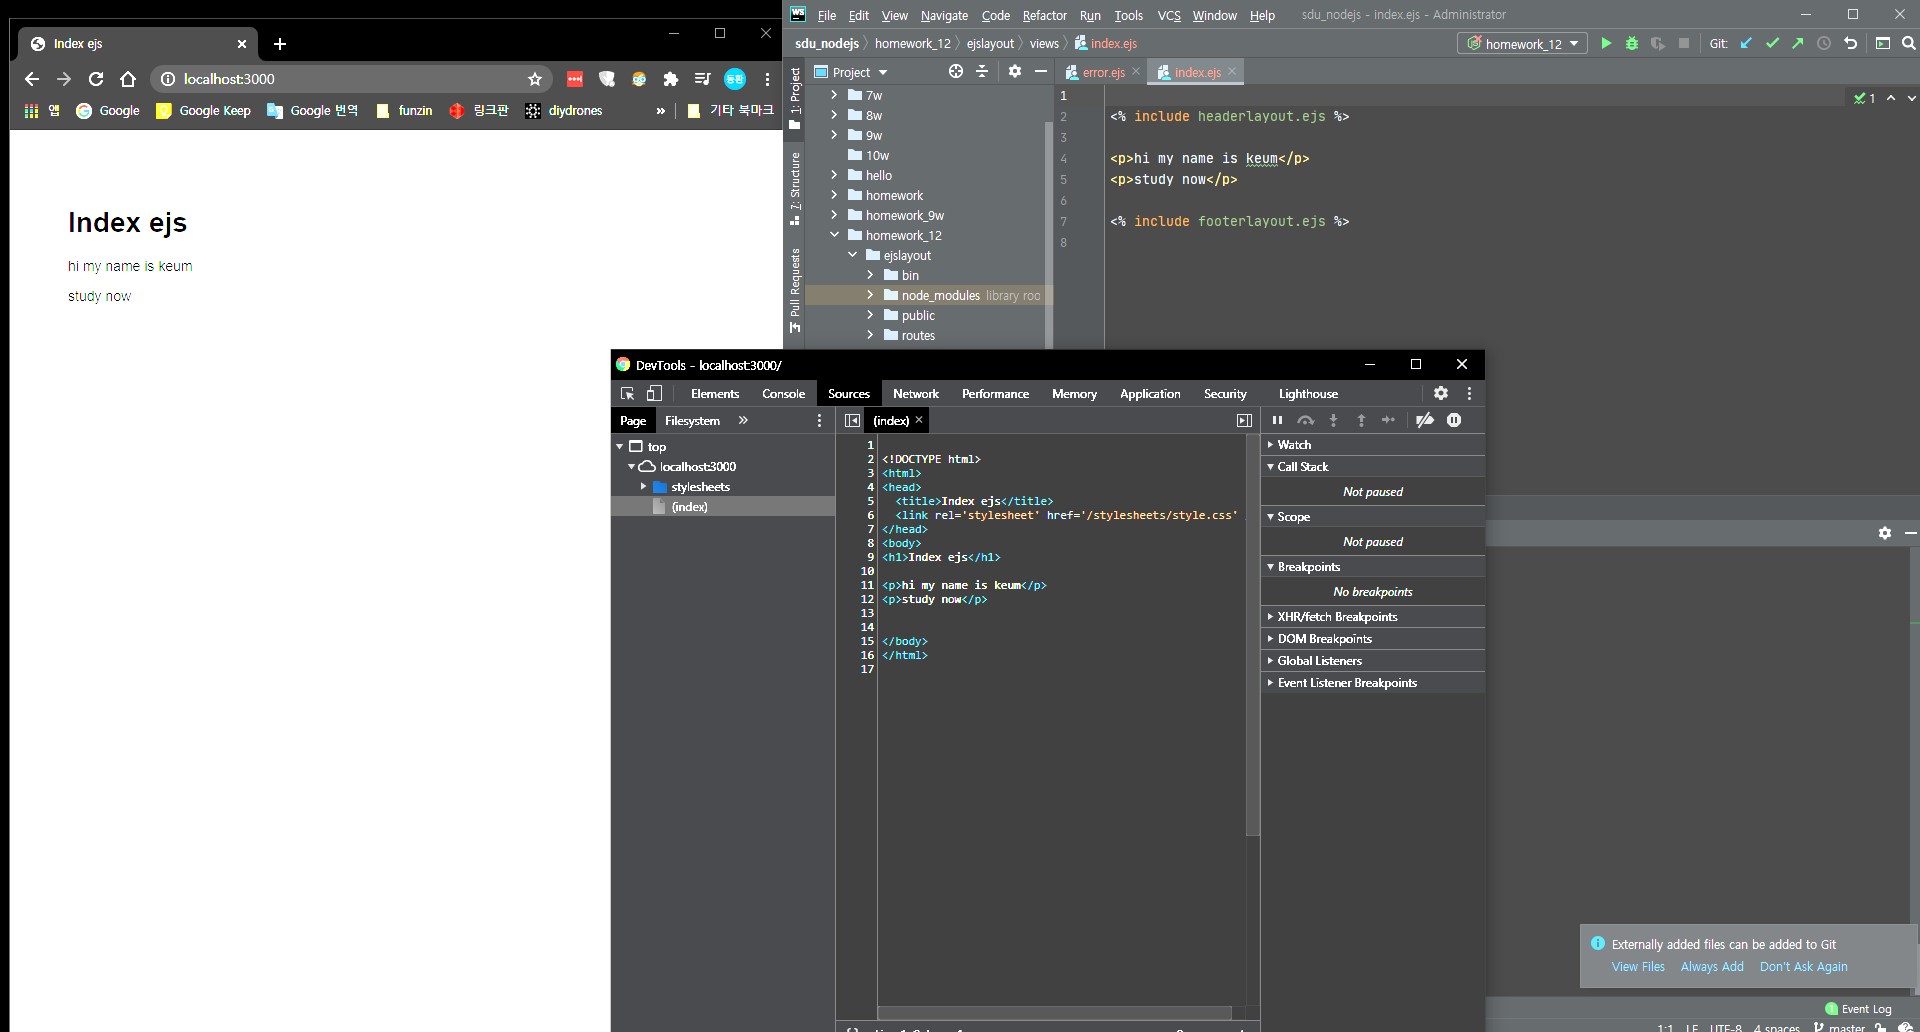 Index ejs
localhost:3000
앱 Google Google Keep Google 번역 funzin 링크판 diydrones » 기타 북마크
동환
Index ejs
hi my name is keum
study now
WS File Edit View Navigate Code Refactor Run Tools VCS Window Help sdu_nodejs - index.ejs - Administrator
sdu_nodejs homework_12 ejslayout views index.ejs homework_12 Git:
1: Project
7: Structure
Pull Requests
Project
7w
8w
9w
10w
hello
homework
homework_9w
homework_12
ejslayout
bin
node_modules library roo
public
routes
error.ejs index.ejs
1
1
2 <% include headerlayout.ejs %>
3
4 <p>hi my name is keum</p>
5 <p>study now</p>
6
7 <% include footerlayout.ejs %>
8
DevTools - localhost:3000/
Elements Console Sources Network Performance Memory Application Security Lighthouse
Page Filesystem »
top
localhost:3000
stylesheets
(index)
(index)
1
2 <!DOCTYPE html>
3 <html>
4 <head>
5 <title>Index ejs</title>
6 <link rel='stylesheet' href='/stylesheets/style.css'
7 </head>
8 <body>
9 <h1>Index ejs</h1>
10
11 <p>hi my name is keum</p>
12 <p>study now</p>
13
14
15 </body>
16 </html>
17
Watch
Call Stack
Not paused
Scope
Not paused
Breakpoints
No breakpoints
XHR/fetch Breakpoints
DOM Breakpoints
Global Listeners
Event Listener Breakpoints
Externally added files can be added to Git
View Files Always Add Don't Ask Again
1 Event Log
1:1 LF UTF-8 4 spaces master